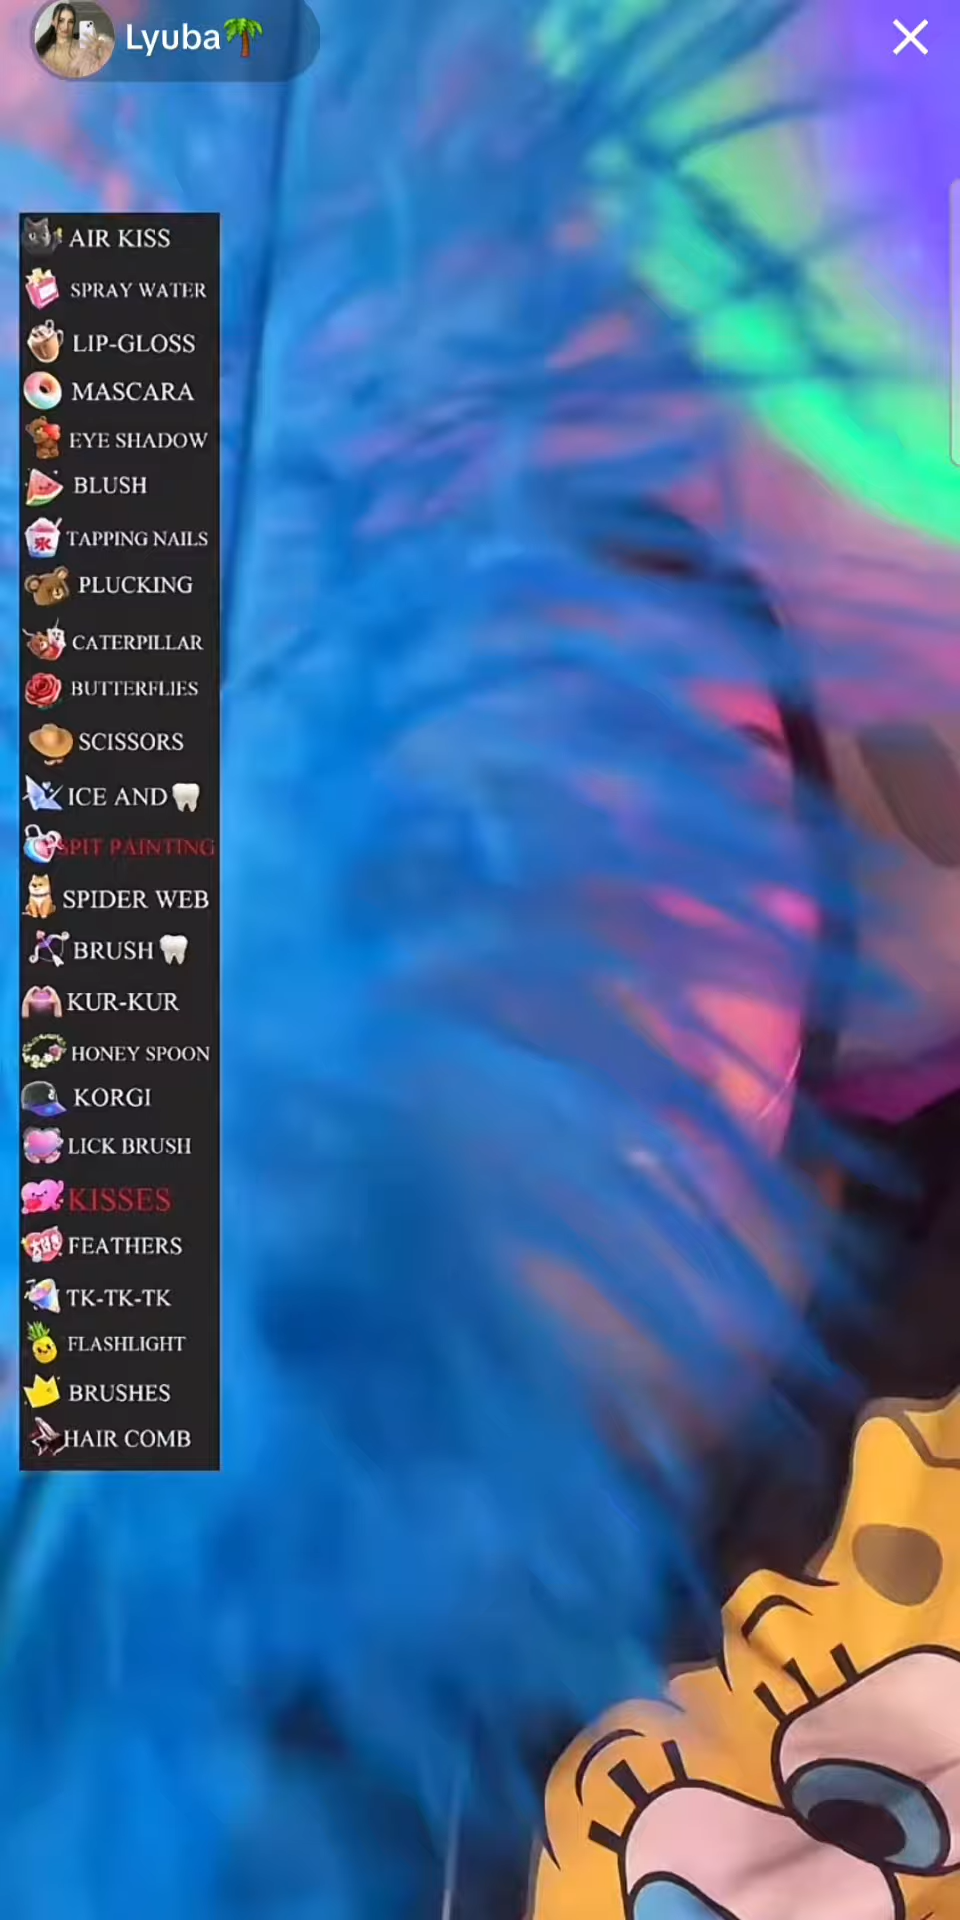 Lyuba🌴
AIR KISS
SPRAY WATER
LIP-GLOSS
MASCARA
EYE SHADOW
BLUSH
TAPPING NAILS
PLUCKING
CATERPILLAR
BUTTERFLIES
SCISSORS
ICE AND🦷
SPIT PAINTING
SPIDER WEB
BRUSH🦷
KUR-KUR
HONEY SPOON
KORGI
LICK BRUSH
KISSES
FEATHERS
TK-TK-TK
FLASHLIGHT
BRUSHES
HAIR COMB